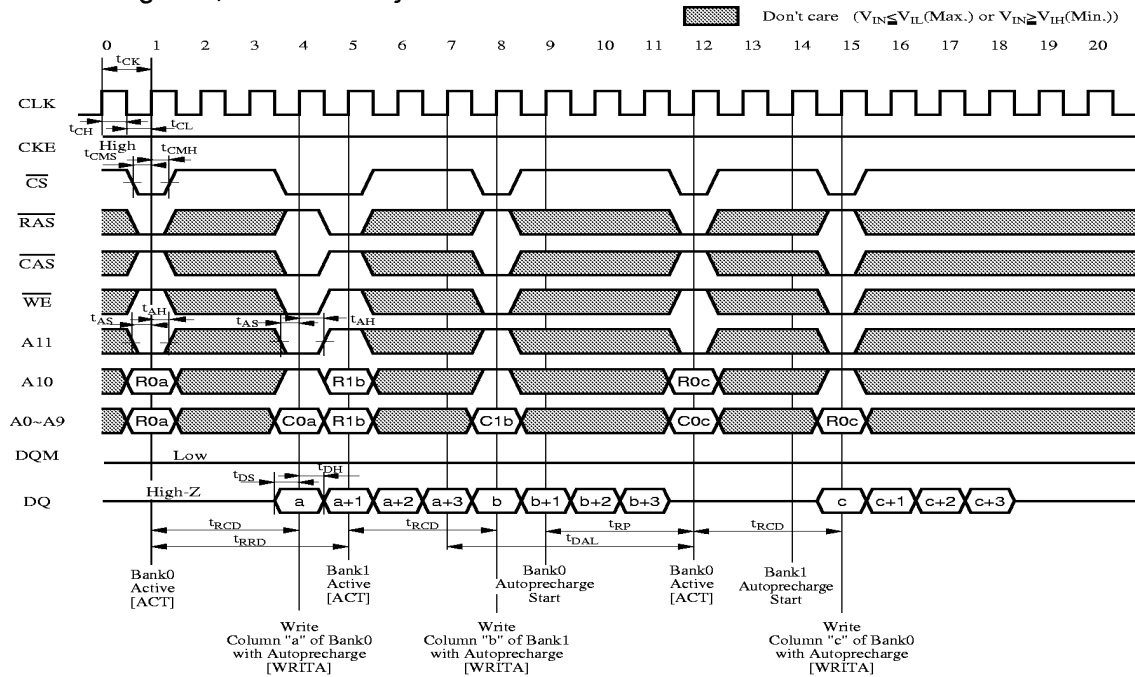 Don't care (VIN≦VIL(Max.) or VIN≧VIH(Min.))
0 1 2 3 4 5 6 7 8 9 10 11 12 13 14 15 16 17 18 19 20
tCK
CLK
tCH tCL
CKE High
tCMS tCMH
CS
RAS
CAS
WE
tAS tAH tAS tAH
A11
A10 R0a R1b R0c
A0~A9 R0a C0a R1b C1b C0c R0c
DQM Low
tDS tDH
DQ High-Z a a+1 a+2 a+3 b b+1 b+2 b+3 c c+1 c+2 c+3
tRCD tRCD tRP tRCD
tRRD tDAL
Bank0
Active
[ACT]
Bank1
Active
[ACT]
Bank0
Autoprecharge
Start
Bank0
Active
[ACT]
Bank1
Autoprecharge
Start
Write
Column "a" of Bank0
with Autoprecharge
[WRITA]
Write
Column "b" of Bank1
with Autoprecharge
[WRITA]
Write
Column "c" of Bank0
with Autoprecharge
[WRITA]